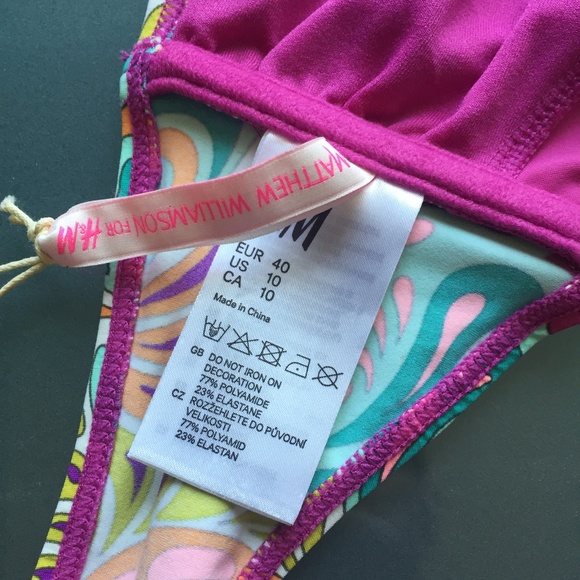 MATTHEW WILLIAMSON FOR H&M
M
EUR 40
US 10
CA 10
Made in China
GB DO NOT IRON ON
DECORATION
77% POLYAMIDE
23% ELASTANE
CZ ROZŽEHLETE DO PŮVODNÍ
VELIKOSTI
77% POLYAMID
23% ELASTAN